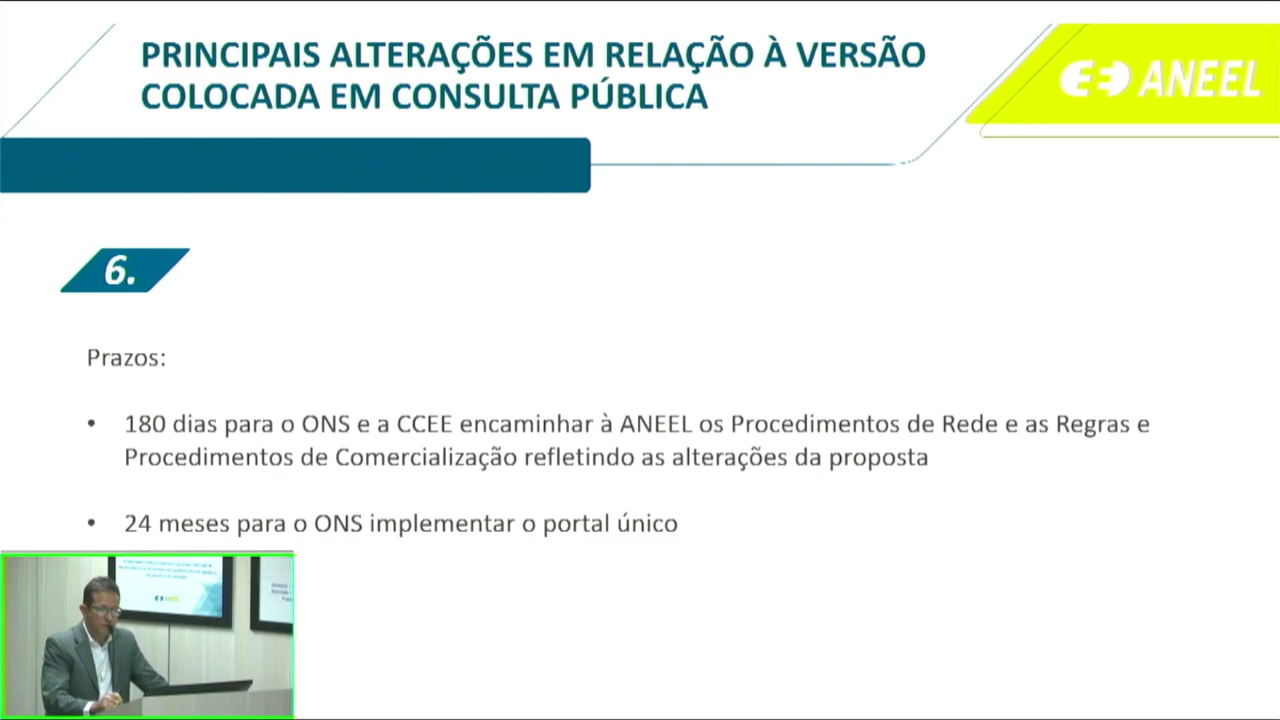 PRINCIPAIS ALTERAÇÕES EM RELAÇÃO À VERSÃO
COLOCADA EM CONSULTA PÚBLICA
ANEEL
6.
Prazos:
• 180 dias para o ONS e a CCEE encaminhar à ANEEL os Procedimentos de Rede e as Regras e
Procedimentos de Comercialização refletindo as alterações da proposta
• 24 meses para o ONS implementar o portal único
ANEEL